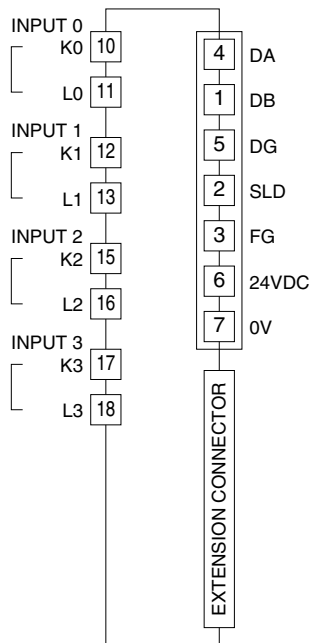 INPUT 0
K0 10
L0 11
INPUT 1
K1 12
L1 13
INPUT 2
K2 15
L2 16
INPUT 3
K3 17
L3 18
4 DA
1 DB
5 DG
2 SLD
3 FG
6 24VDC
7 0V
EXTENSION CONNECTOR